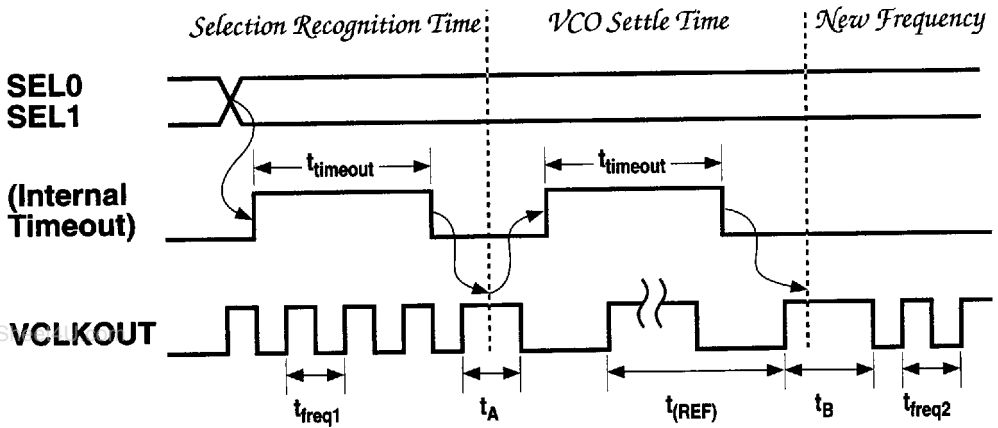 Selection Recognition Time VCO Settle Time New Frequency
SEL0
SEL1
t_timeout t_timeout
(Internal
Timeout)
VCLKOUT
t_freq1 t_A t_(REF) t_B t_freq2